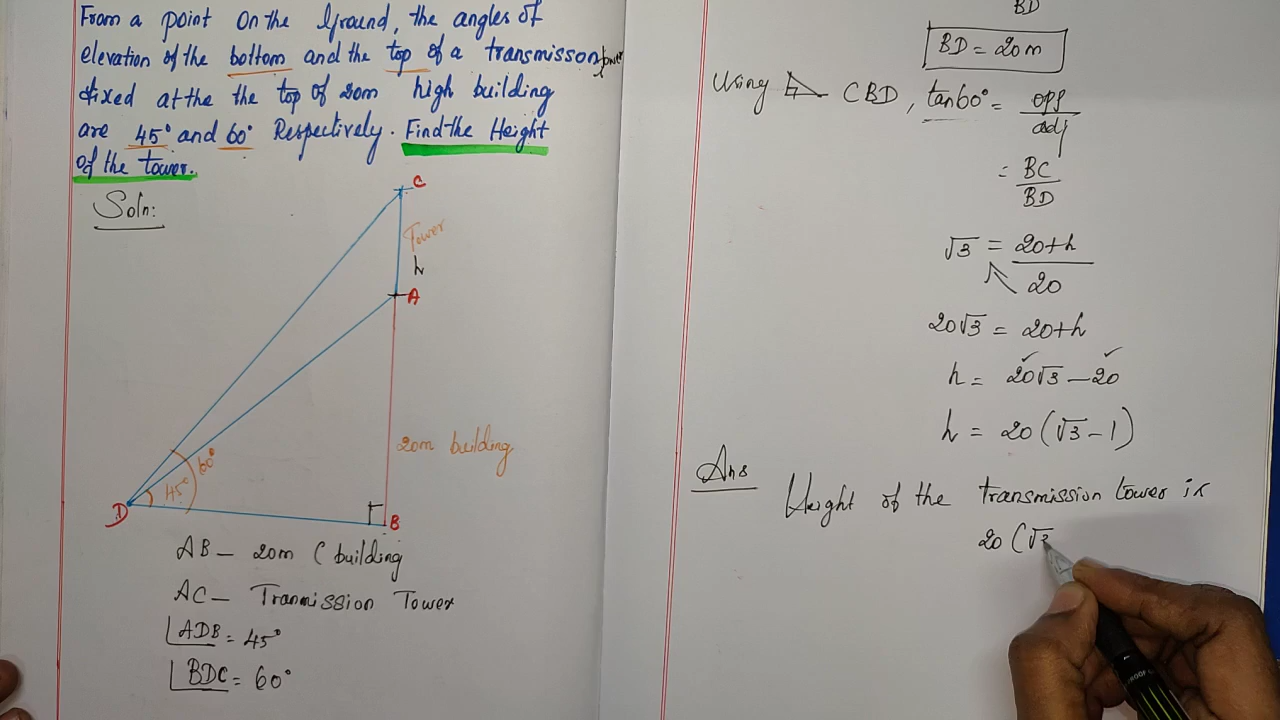 From a point on the Ground, the angles of
elevation of the bottom and the top of a transmisson tower
fixed at the the top of 20m high building
are 45° and 60° Respectively. Find the Height
of the tower.
Soln:
C
Tower
h
A
60°
45°
20m building
D
B
AB - 20m ( building
AC - Tranmission Tower
∠ADB = 45°
∠BDC = 60°
BD
BD = 20m
Using ◺ CBD, tan60° = opp/adj
= BC/BD
√3 = 20+h/20
20√3 = 20+h
h = 20√3 - 20
h = 20(√3-1)
Ans
Height of the transmission tower is
20(√3